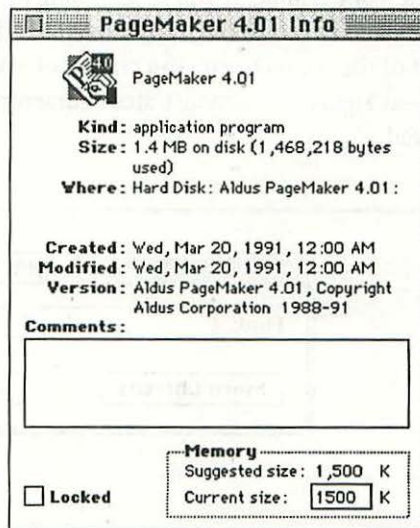 PageMaker 4.01 Info
4.0
PageMaker 4.01
Kind: application program
Size: 1.4 MB on disk (1,468,218 bytes
used)
Where: Hard Disk: Aldus PageMaker 4.01:
Created: Wed, Mar 20, 1991, 12:00 AM
Modified: Wed, Mar 20, 1991, 12:00 AM
Version: Aldus PageMaker 4.01, Copyright
Aldus Corporation 1988-91
Comments:
Memory
Suggested size: 1,500 K
Locked
Current size: 1500 K